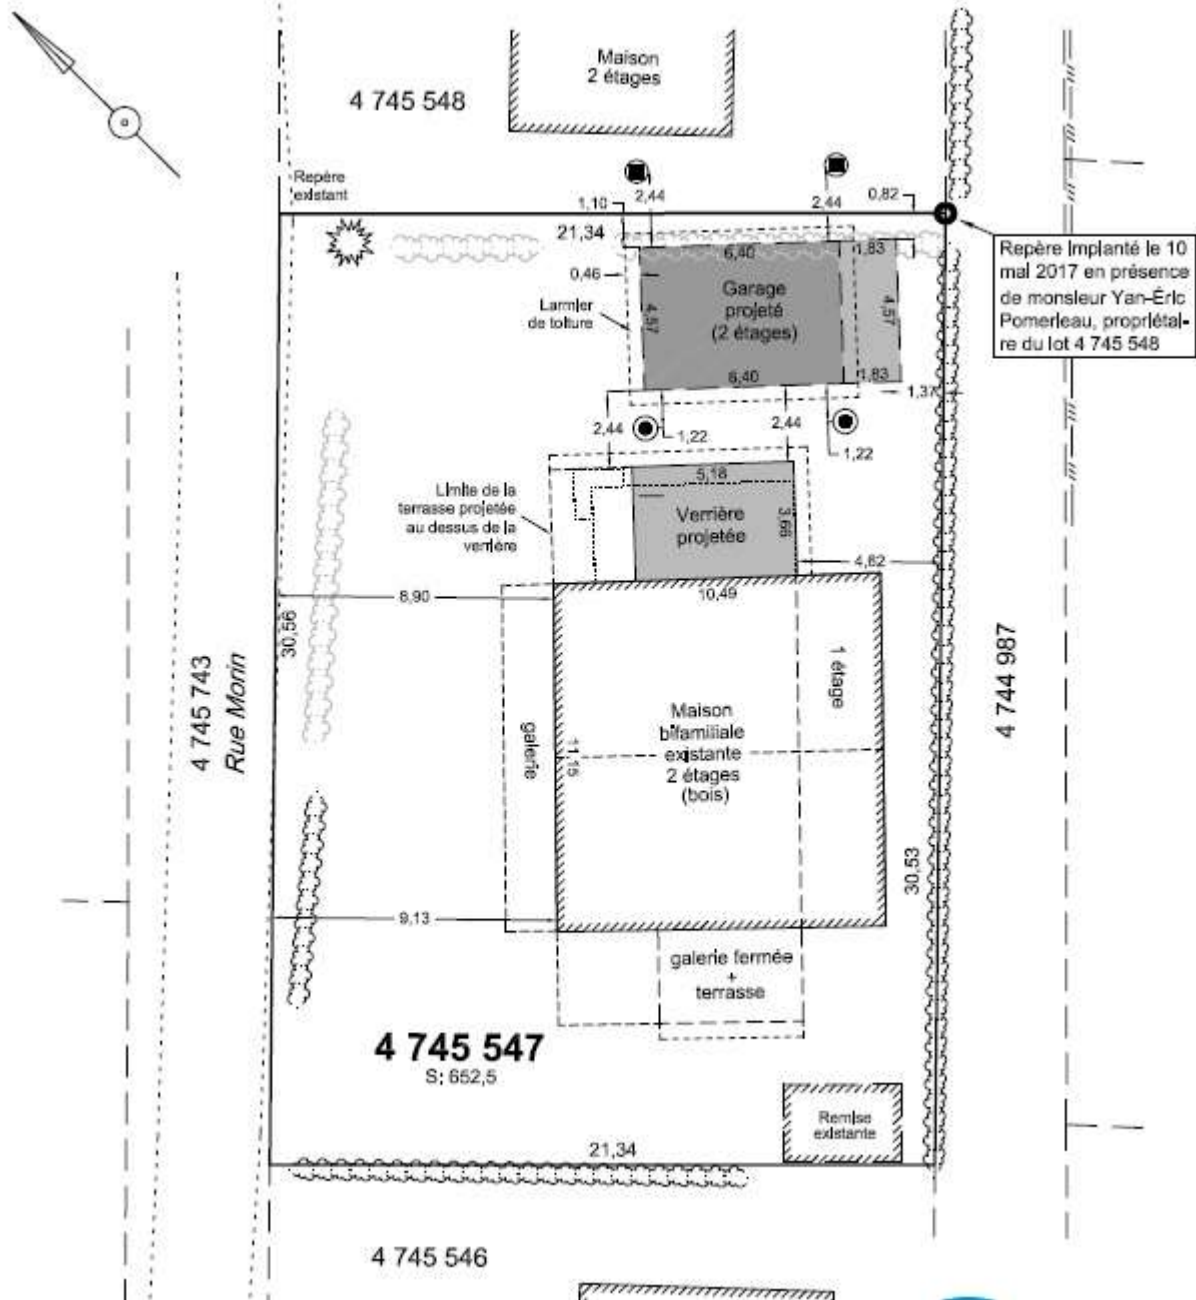 Maison
2 étages
4 745 548
Repère
existant
1,10
2,44
2,44
0,82
21,34
6,40
1,83
Repère implanté le 10
mai 2017 en présence
de monsieur Yan-Éric
Pomerleau, propriétai-
re du lot 4 745 548
0,46
Larmier
de toiture
4,57
Garage
projeté
(2 étages)
4,57
6,40
1,83
1,37
2,44
1,22
2,44
1,22
Limite de la
terrasse projetée
au dessus de la
verrière
5,18
Verrière
projetée
3,66
4,62
8,90
10,49
30,56
4 745 743
Rue Morin
galerie
11,15
Maison
bifamiliale
existante
2 étages
(bois)
1 étage
4 744 987
30,53
9,13
galerie fermée
+
terrasse
4 745 547
S: 652,5
Remise
existante
21,34
4 745 546